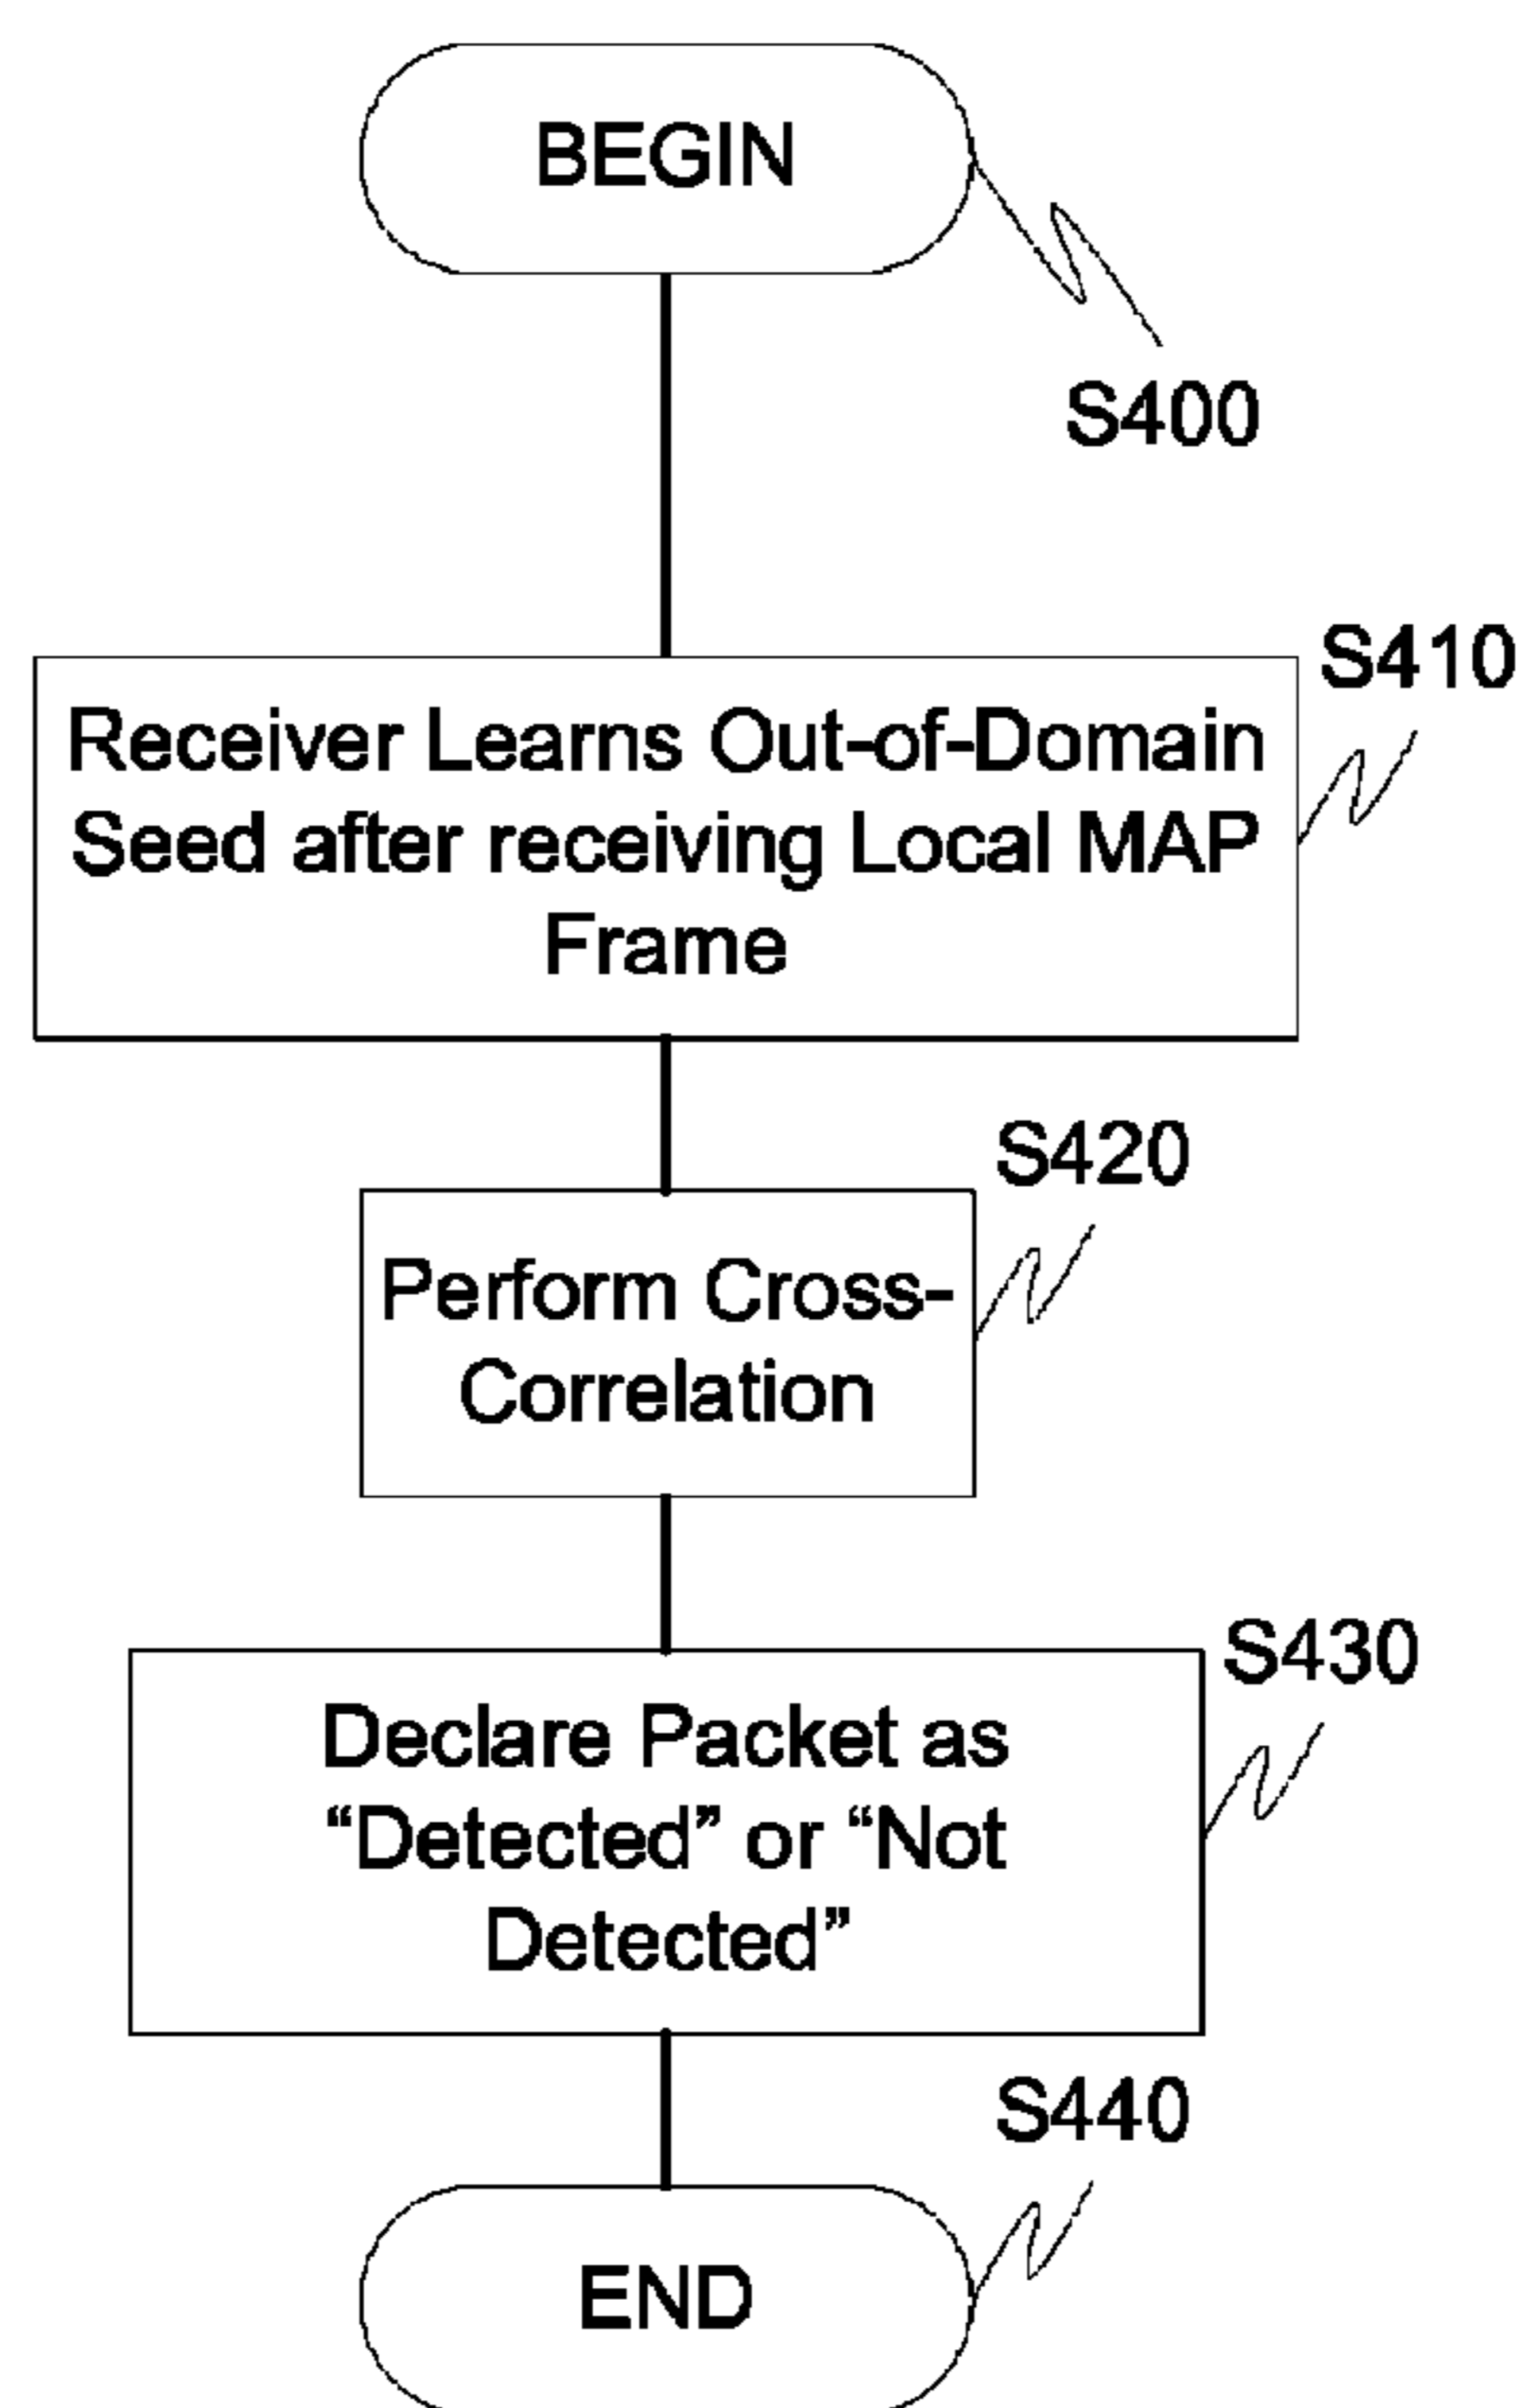 BEGIN
S400
S410
Receiver Learns Out-of-Domain
Seed after receiving Local MAP
Frame
S420
Perform Cross-
Correlation
S430
Declare Packet as
“Detected” or “Not
Detected”
S440
END